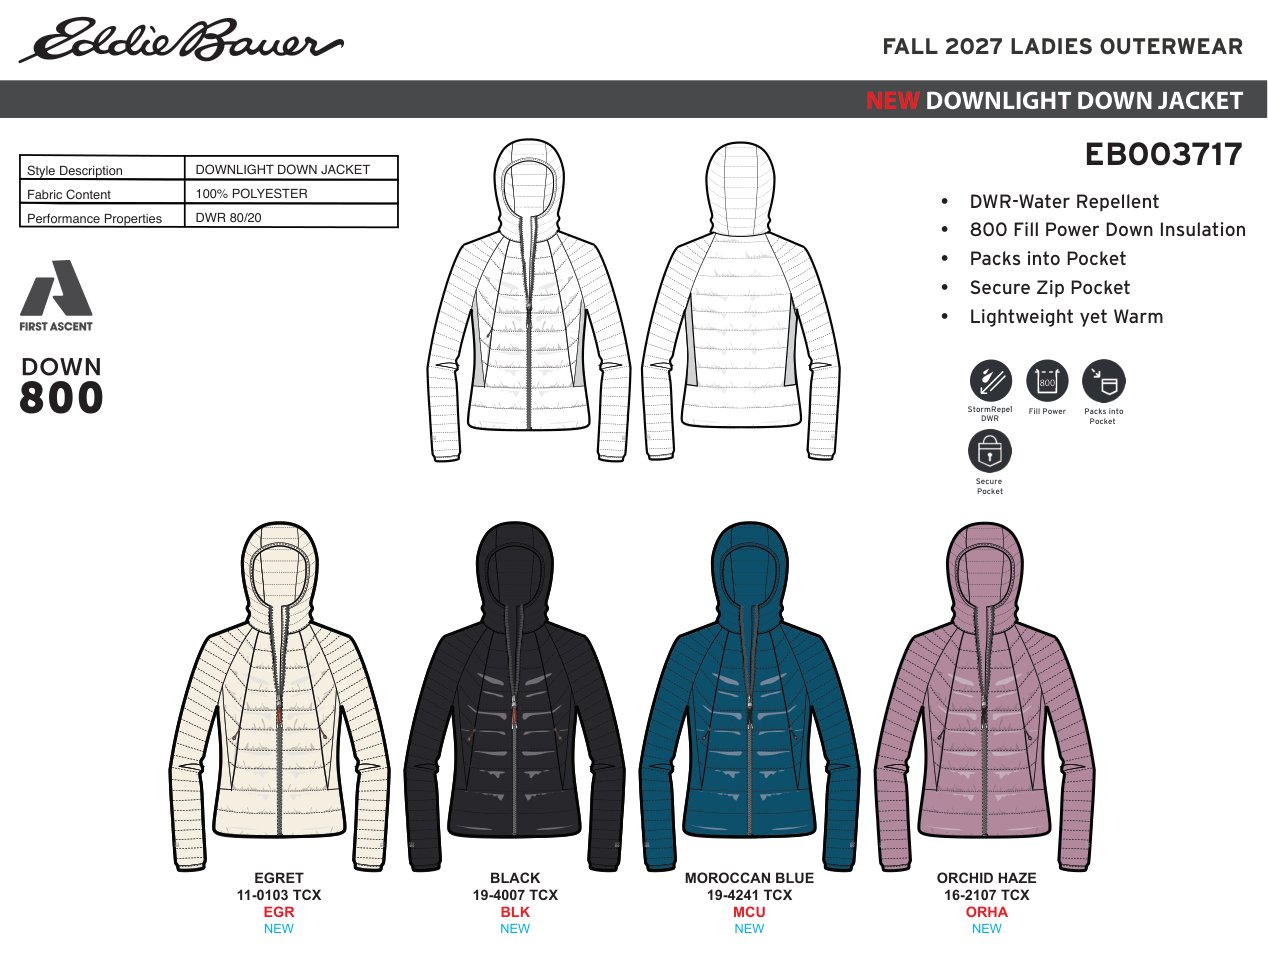 Eddie Bauer
FALL 2027 LADIES OUTERWEAR
NEW DOWNLIGHT DOWN JACKET
EB003717
Style Description DOWNLIGHT DOWN JACKET
Fabric Content 100% POLYESTER
Performance Properties DWR 80/20
FIRST ASCENT
DOWN
800
• DWR-Water Repellent
• 800 Fill Power Down Insulation
• Packs into Pocket
• Secure Zip Pocket
• Lightweight yet Warm
800
StormRepel
DWR
Fill Power
Packs into
Pocket
Secure
Pocket
EGRET
11-0103 TCX
EGR
NEW
BLACK
19-4007 TCX
BLK
NEW
MOROCCAN BLUE
19-4241 TCX
MCU
NEW
ORCHID HAZE
16-2107 TCX
ORHA
NEW